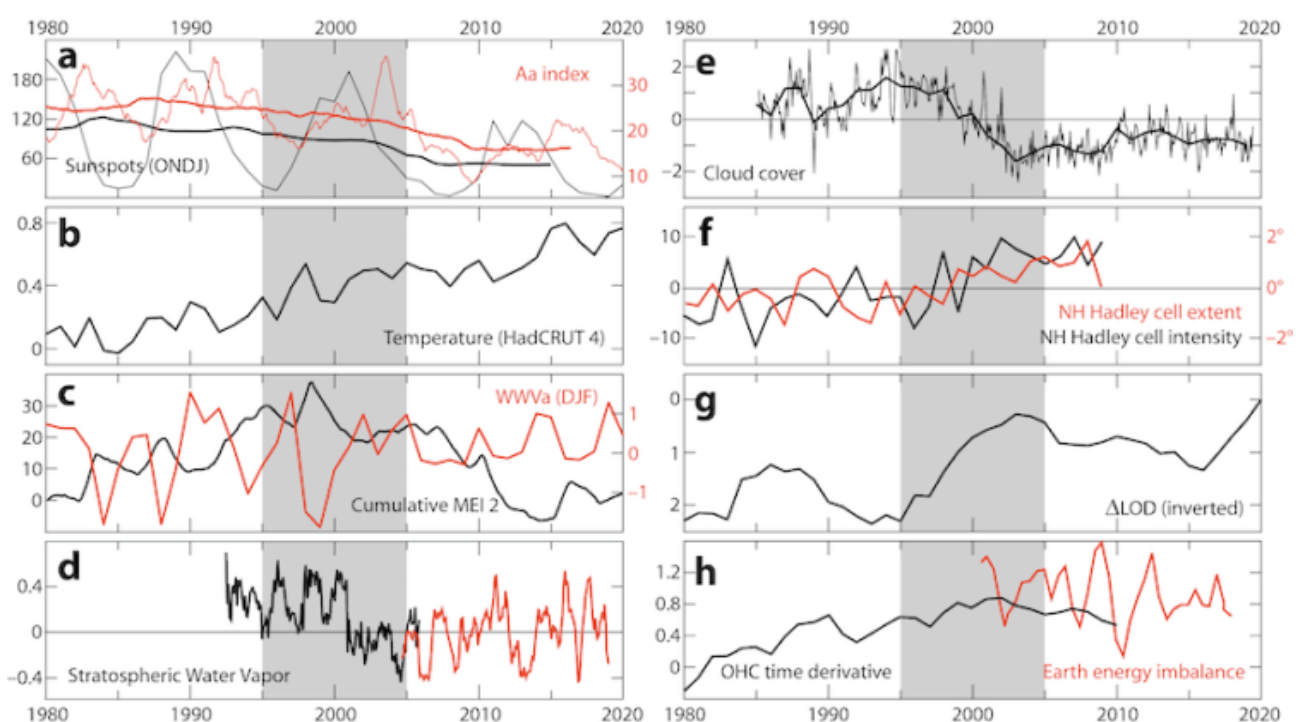 1980 1990 2000 2010 2020
a
180
120
60
Aa index
30
20
10
Sunspots (ONDJ)
b
0.8
0.4
0
Temperature (HadCRUT 4)
c
30
20
10
0
WWVa (DJF)
1
0
−1
Cumulative MEI 2
d
0.4
0
−0.4
Stratospheric Water Vapor
1980 1990 2000 2010 2020
1980 1990 2000 2010 2020
e
2
0
−2
Cloud cover
f
10
0
−10
2°
0°
−2°
NH Hadley cell extent
NH Hadley cell intensity
g
0
1
2
ΔLOD (inverted)
h
1.2
0.8
0.4
0
OHC time derivative
Earth energy imbalance
1980 1990 2000 2010 2020